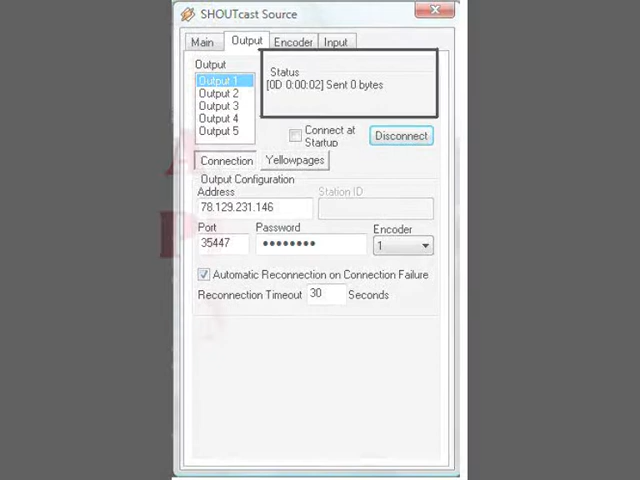 SHOUTcast Source
Main Output Encoder Input
Output
Output 1
Output 2
Output 3
Output 4
Output 5
Status
[0D 0:00:02] Sent 0 bytes
Connect at
Startup
Disconnect
Connection Yellowpages
Output Configuration
Address Station ID
78.129.231.146
Port Password Encoder
35447 ●●●●●●●● 1
Automatic Reconnection on Connection Failure
Reconnection Timeout 30 Seconds